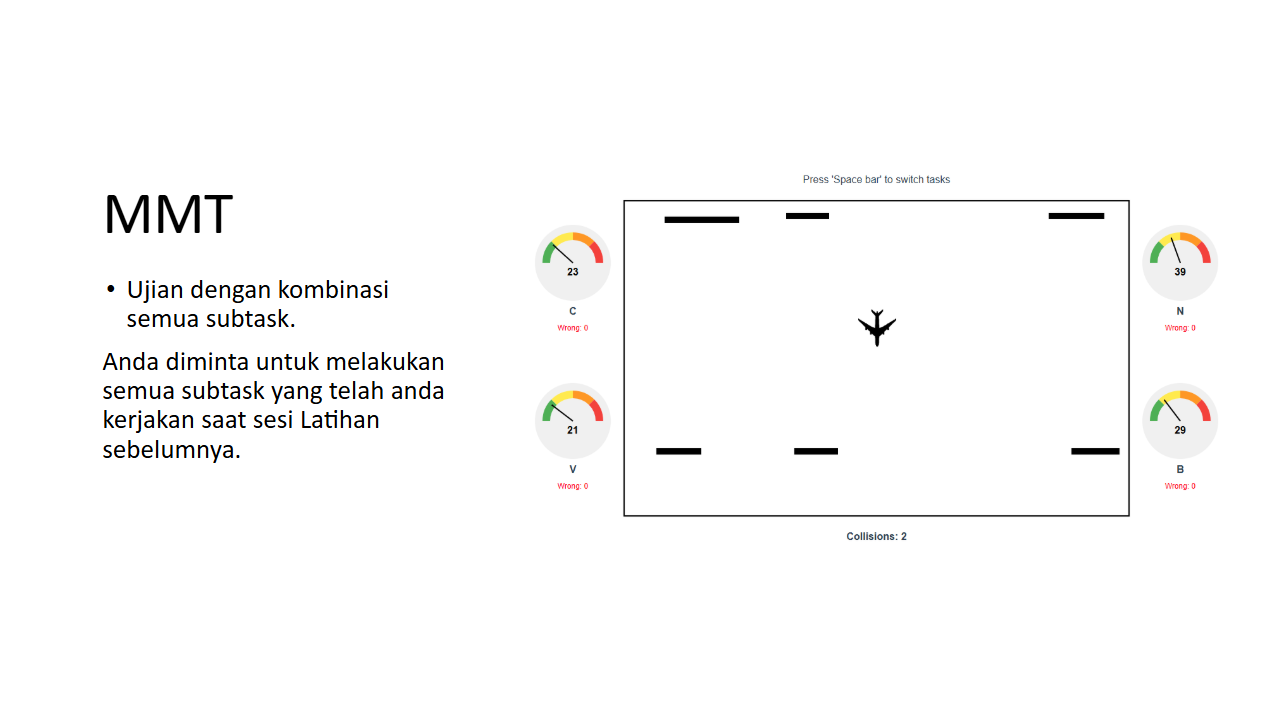 MMT
• Ujian dengan kombinasi
semua subtask.
Anda diminta untuk melakukan
semua subtask yang telah anda
kerjakan saat sesi Latihan
sebelumnya.
Press 'Space bar' to switch tasks
23
C
Wrong: 0
21
V
Wrong: 0
39
N
Wrong: 0
29
B
Wrong: 0
Collisions: 2